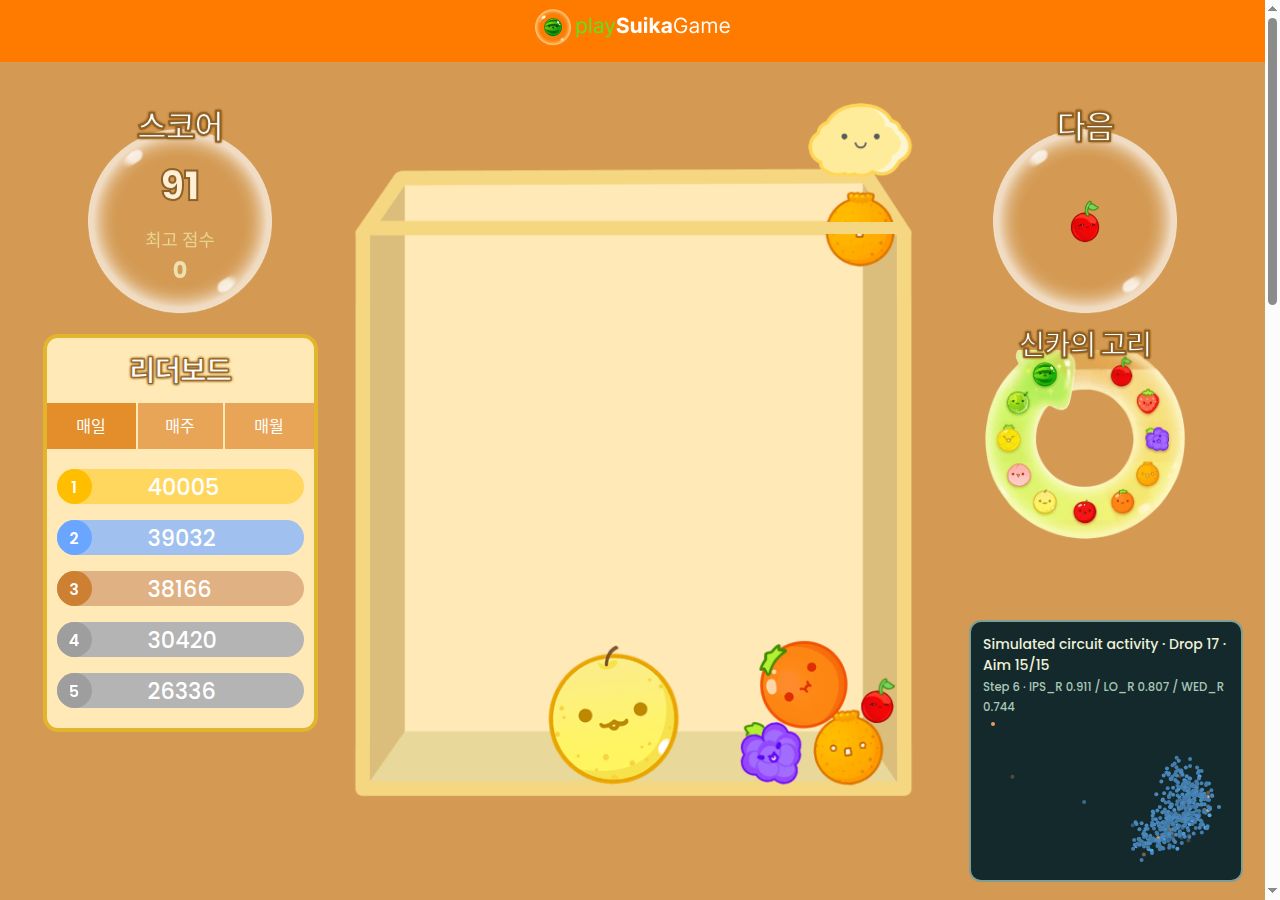 playSuikaGame
스코어
91
최고 점수
0
다음
신카의 고리
리더보드
매일 매주 매월
1 40005
2 39032
3 38166
4 30420
5 26336
Simulated circuit activity · Drop 17 ·
Aim 15/15
Step 6 · IPS_R 0.911 / LO_R 0.807 / WED_R
0.744